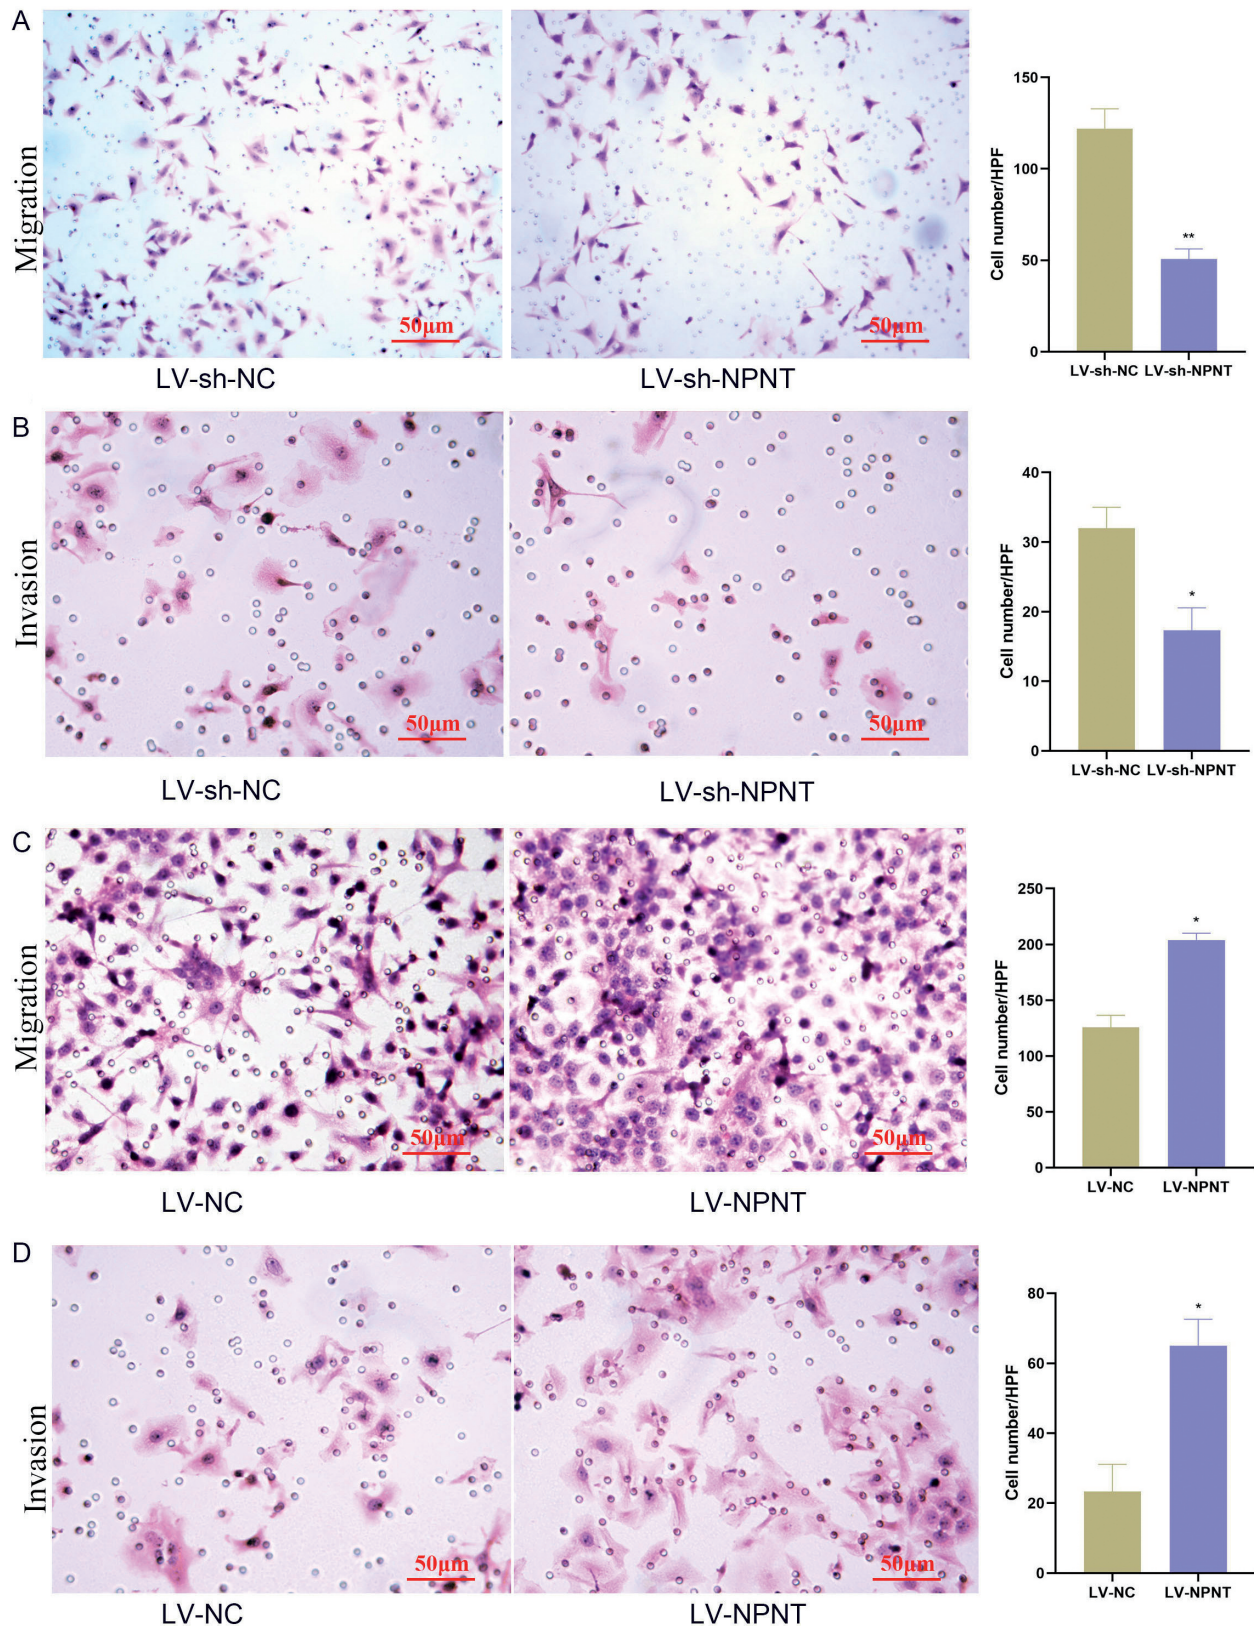 A
Migration
50μm
50μm
LV-sh-NC
LV-sh-NPNT
Cell number/HPF
150
100
50
0
**
LV-sh-NC LV-sh-NPNT
B
Invasion
50μm
50μm
LV-sh-NC
LV-sh-NPNT
Cell number/HPF
40
30
20
10
0
*
LV-sh-NC LV-sh-NPNT
C
Migration
50μm
50μm
LV-NC
LV-NPNT
Cell number/HPF
250
200
150
100
50
0
*
LV-NC LV-NPNT
D
Invasion
50μm
50μm
LV-NC
LV-NPNT
Cell number/HPF
80
60
40
20
0
*
LV-NC LV-NPNT